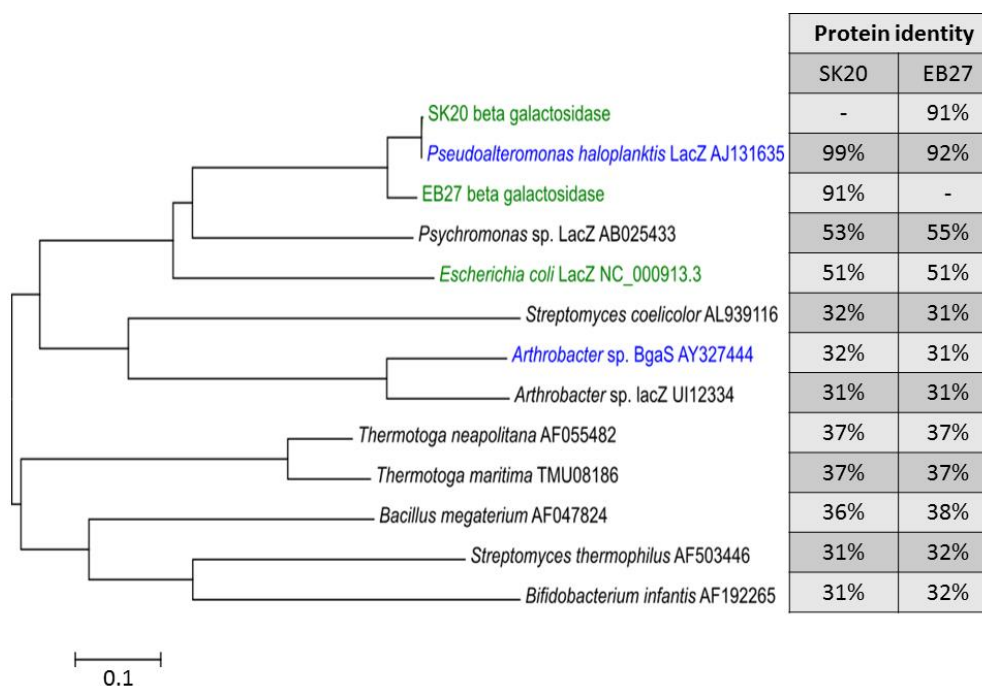 Protein identity
SK20 EB27
SK20 beta galactosidase - 91%
Pseudoalteromonas haloplanktis LacZ AJ131635 99% 92%
EB27 beta galactosidase 91% -
Psychromonas sp. LacZ AB025433 53% 55%
Escherichia coli LacZ NC_000913.3 51% 51%
Streptomyces coelicolor AL939116 32% 31%
Arthrobacter sp. BgaS AY327444 32% 31%
Arthrobacter sp. lacZ UI12334 31% 31%
Thermotoga neapolitana AF055482 37% 37%
Thermotoga maritima TMU08186 37% 37%
Bacillus megaterium AF047824 36% 38%
Streptomyces thermophilus AF503446 31% 32%
Bifidobacterium infantis AF192265 31% 32%
0.1